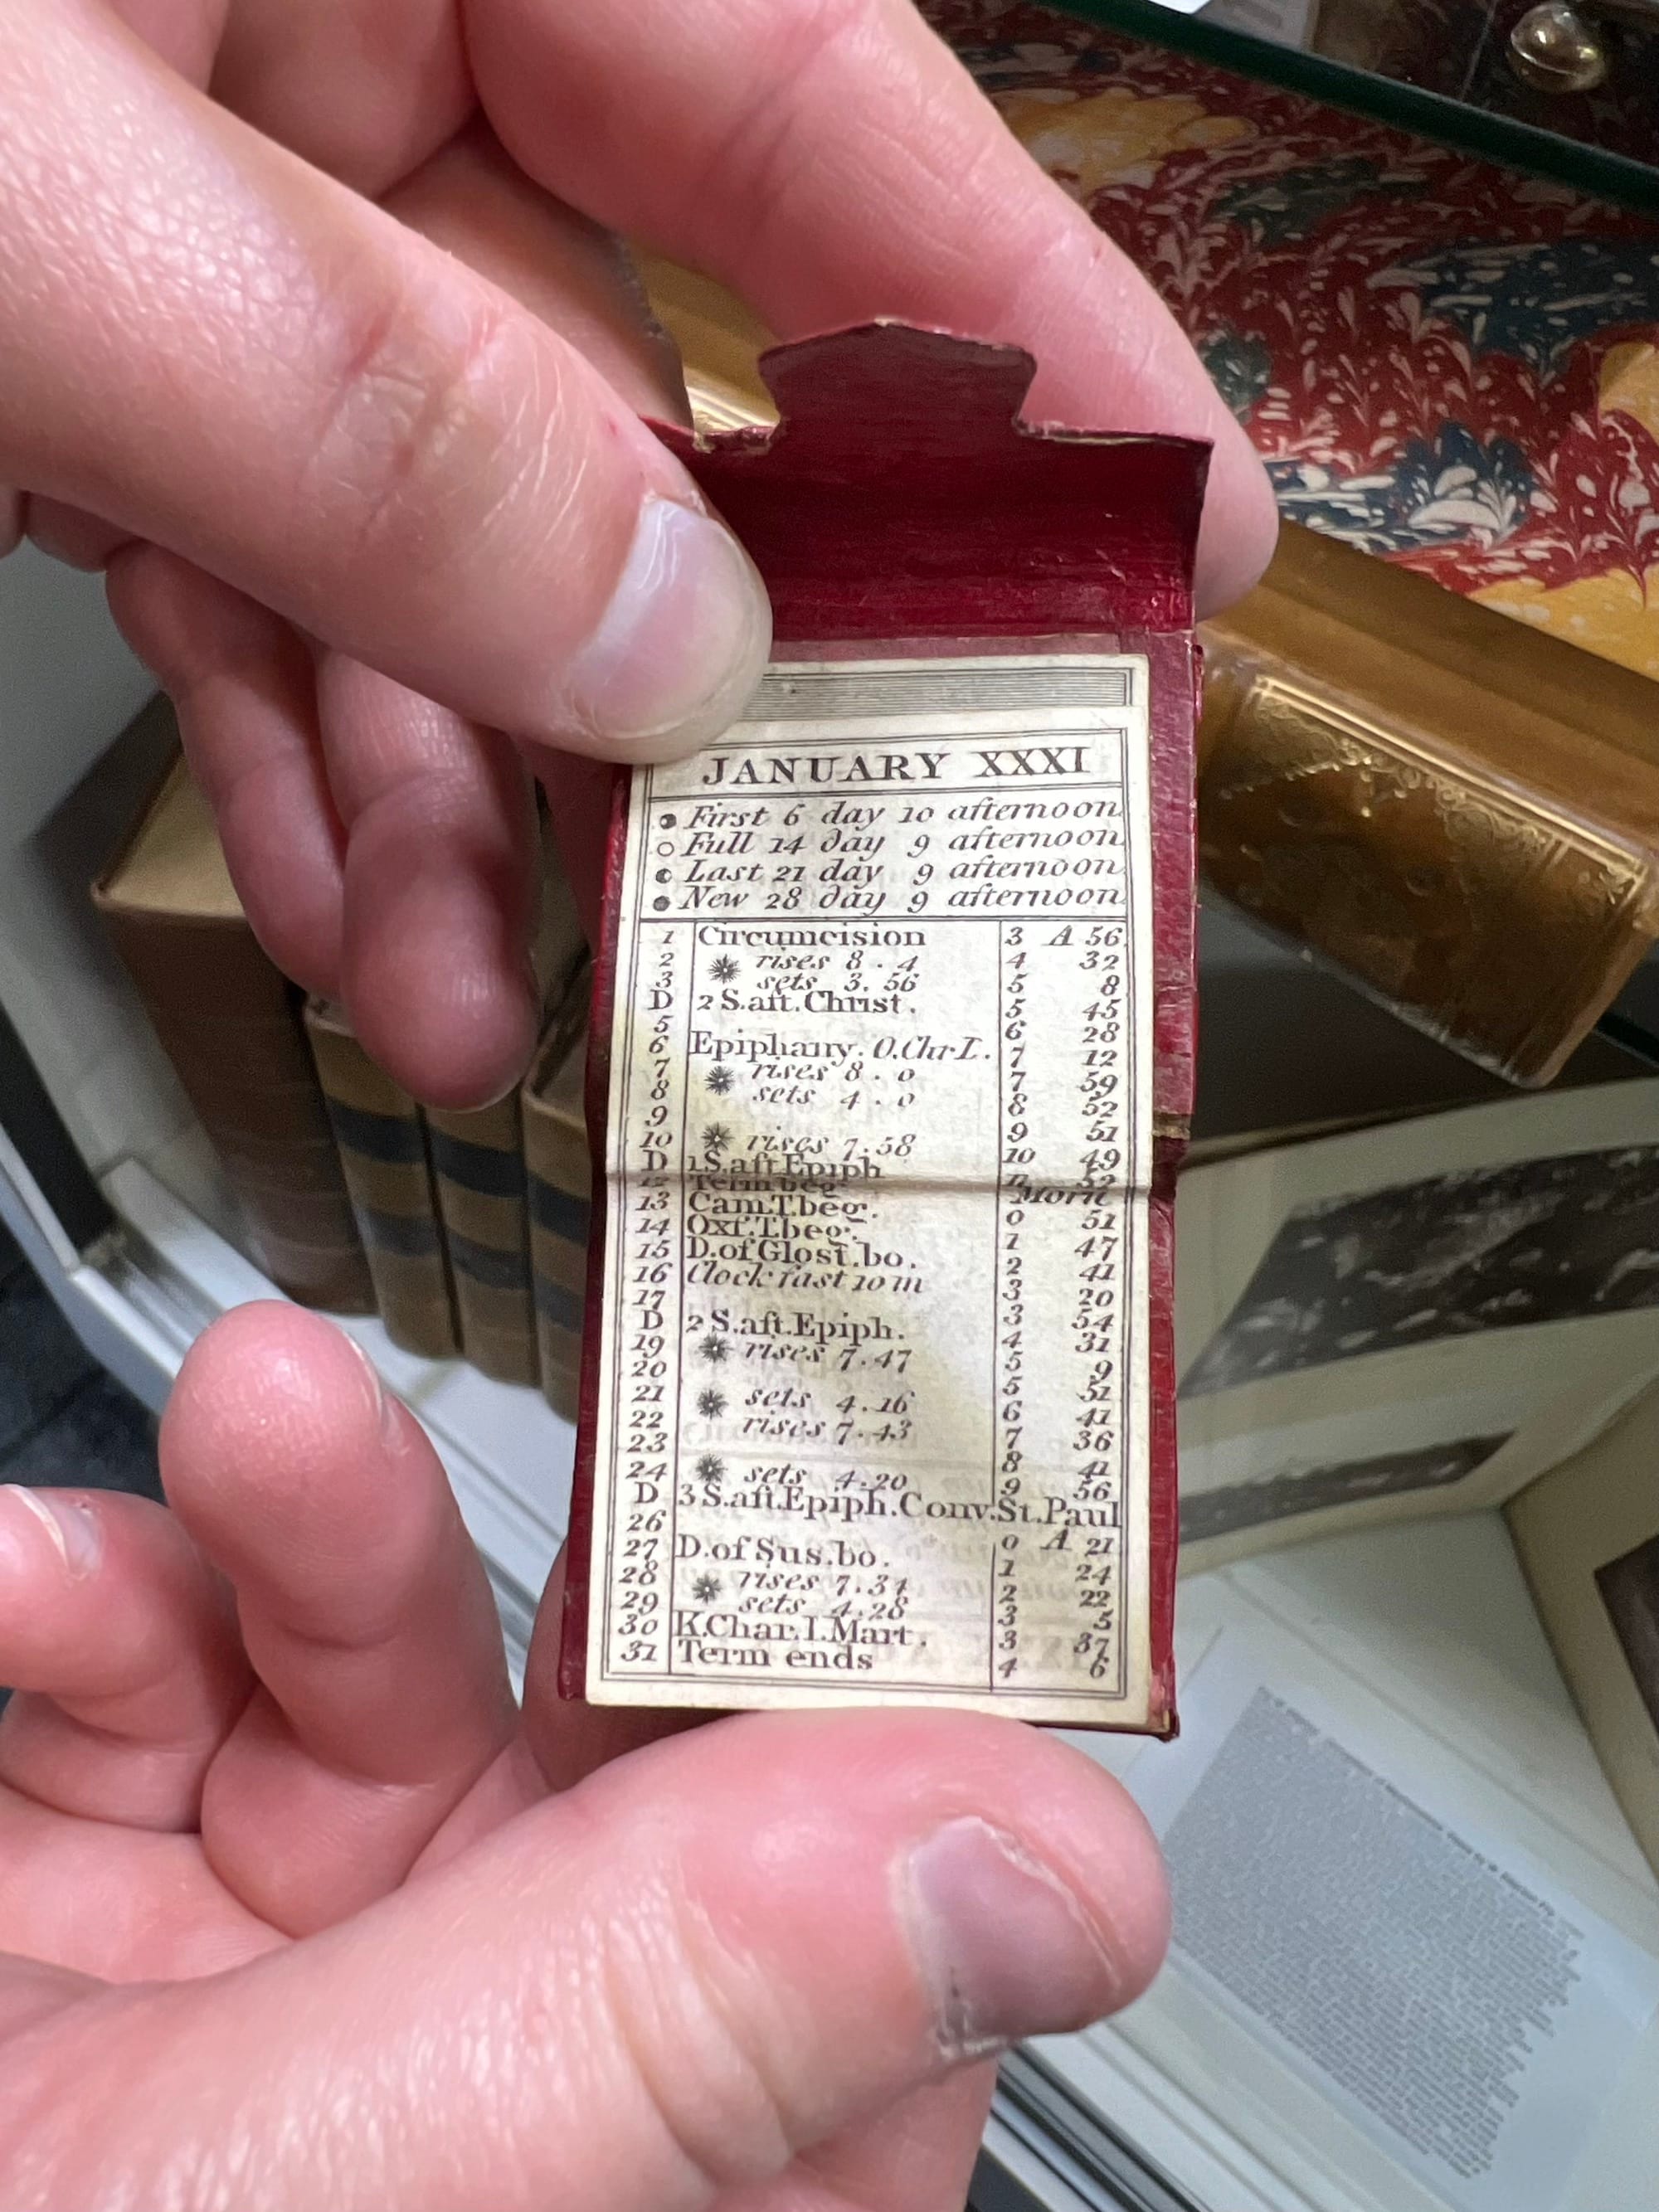 JANUARY XXXI
First 6 day 10 afternoon
Full 14 day 9 afternoon
Last 21 day 9 afternoon
New 28 day 9 afternoon
1 Circumcision 3 A 56
2 rises 8 . 4 4 32
3 sets 3. 56 5 8
D 2 S.aft. Christ. 5 45
5 6 28
6 Epiphany. O.Chr.I. 7 12
7 rises 8 . 0 7 59
8 sets 4 . 0 8 52
9 9 51
10 rises 7.58 10 49
D 1 S.aft Epiph 52
12 Term beg. Morn
13 Cam.T.beg. 0 51
14 Oxf.T.beg. 1 47
15 D.of Glost.bo. 2 41
16 Clock fast 10 m 3 20
17 3 54
D 2 S.aft.Epiph. 4 31
19 rises 7.47 5 9
20 5 51
21 sets 4.16 6 41
22 rises 7.43 7 36
23 8 41
24 sets 4.20 9 56
D 3 S.aft.Epiph.Conv.St.Paul
26 0 A 21
27 D.of Sus.bo. 1 24
28 rises 7.34 2 22
29 sets 4.28 3 5
30 K.Char.I.Mart. 3 37
31 Term ends 4 6